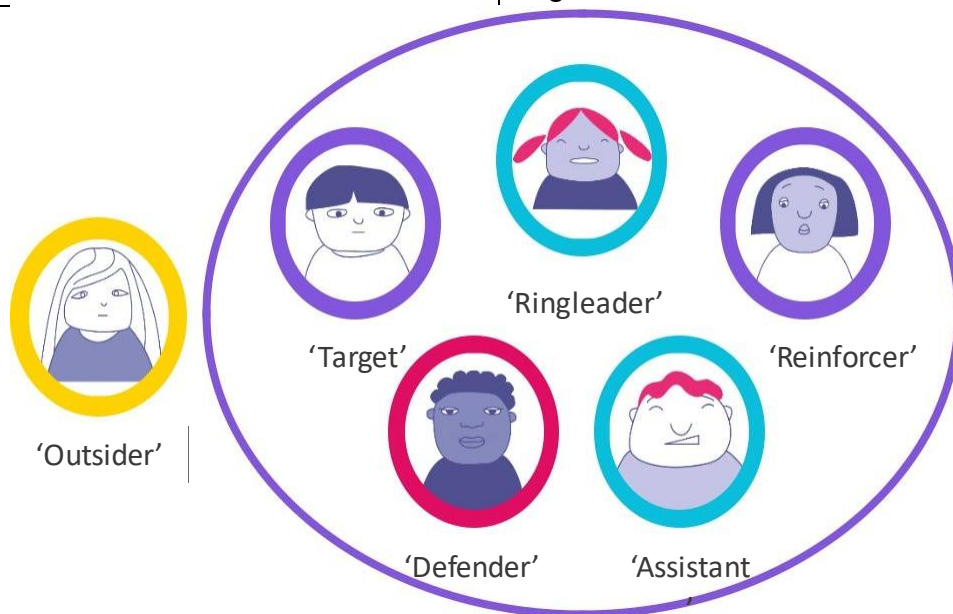 ‘Ringleader’
‘Target’
‘Reinforcer’
‘Outsider’
‘Defender’
‘Assistant
’